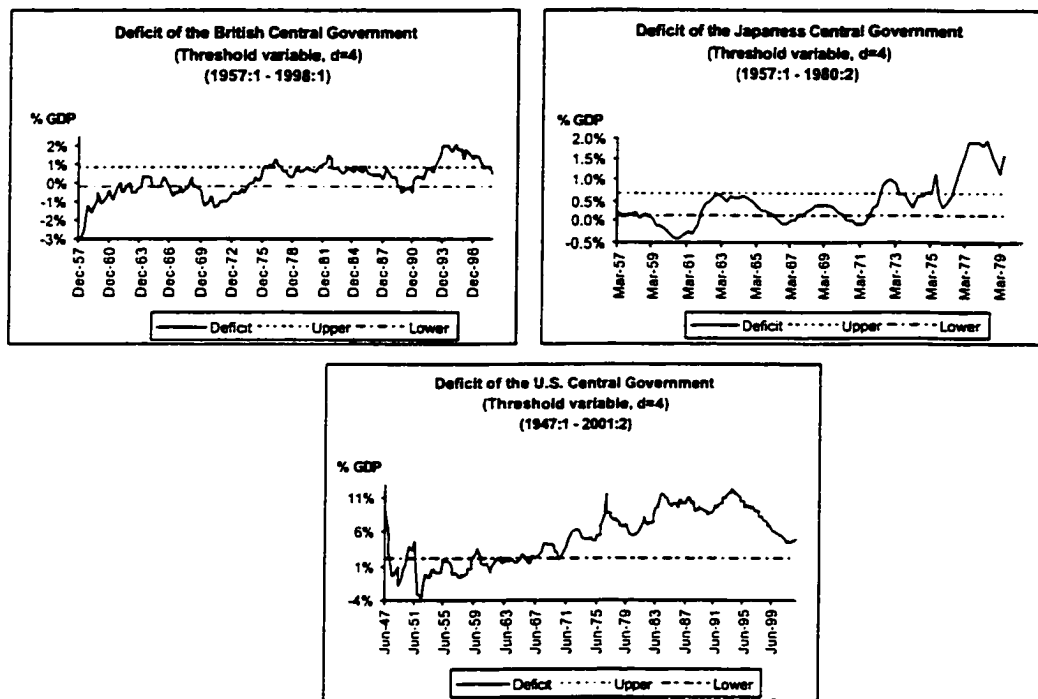 Deficit of the British Central Government
(Threshold variable, d=4)
(1957:1 - 1998:1)
% GDP
2%
1%
0%
-1%
-2%
-3%
Dec-57
Dec-60
Dec-63
Dec-66
Dec-69
Dec-72
Dec-75
Dec-78
Dec-81
Dec-84
Dec-87
Dec-90
Dec-93
Dec-96
Deficit Upper Lower
Deficit of the Japaness Central Government
(Threshold variable, d=4)
(1957:1 - 1980:2)
% GDP
2.0%
1.5%
1.0%
0.5%
0.0%
-0.5%
Mar-57
Mar-59
Mar-61
Mar-63
Mar-65
Mar-67
Mar-69
Mar-71
Mar-73
Mar-75
Mar-77
Mar-79
Deficit Upper Lower
Deficit of the U.S. Central Government
(Threshold variable, d=4)
(1947:1 - 2001:2)
% GDP
11%
6%
1%
-4%
Jun-47
Jun-51
Jun-55
Jun-59
Jun-63
Jun-67
Jun-71
Jun-75
Jun-79
Jun-83
Jun-87
Jun-91
Jun-95
Jun-99
Deficit Upper Lower